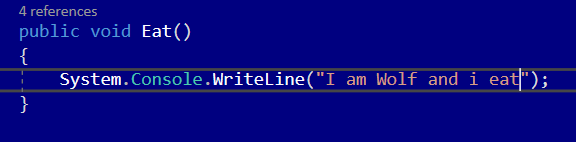 4 references
public void Eat()
{
System.Console.WriteLine("I am Wolf and i eat");
}